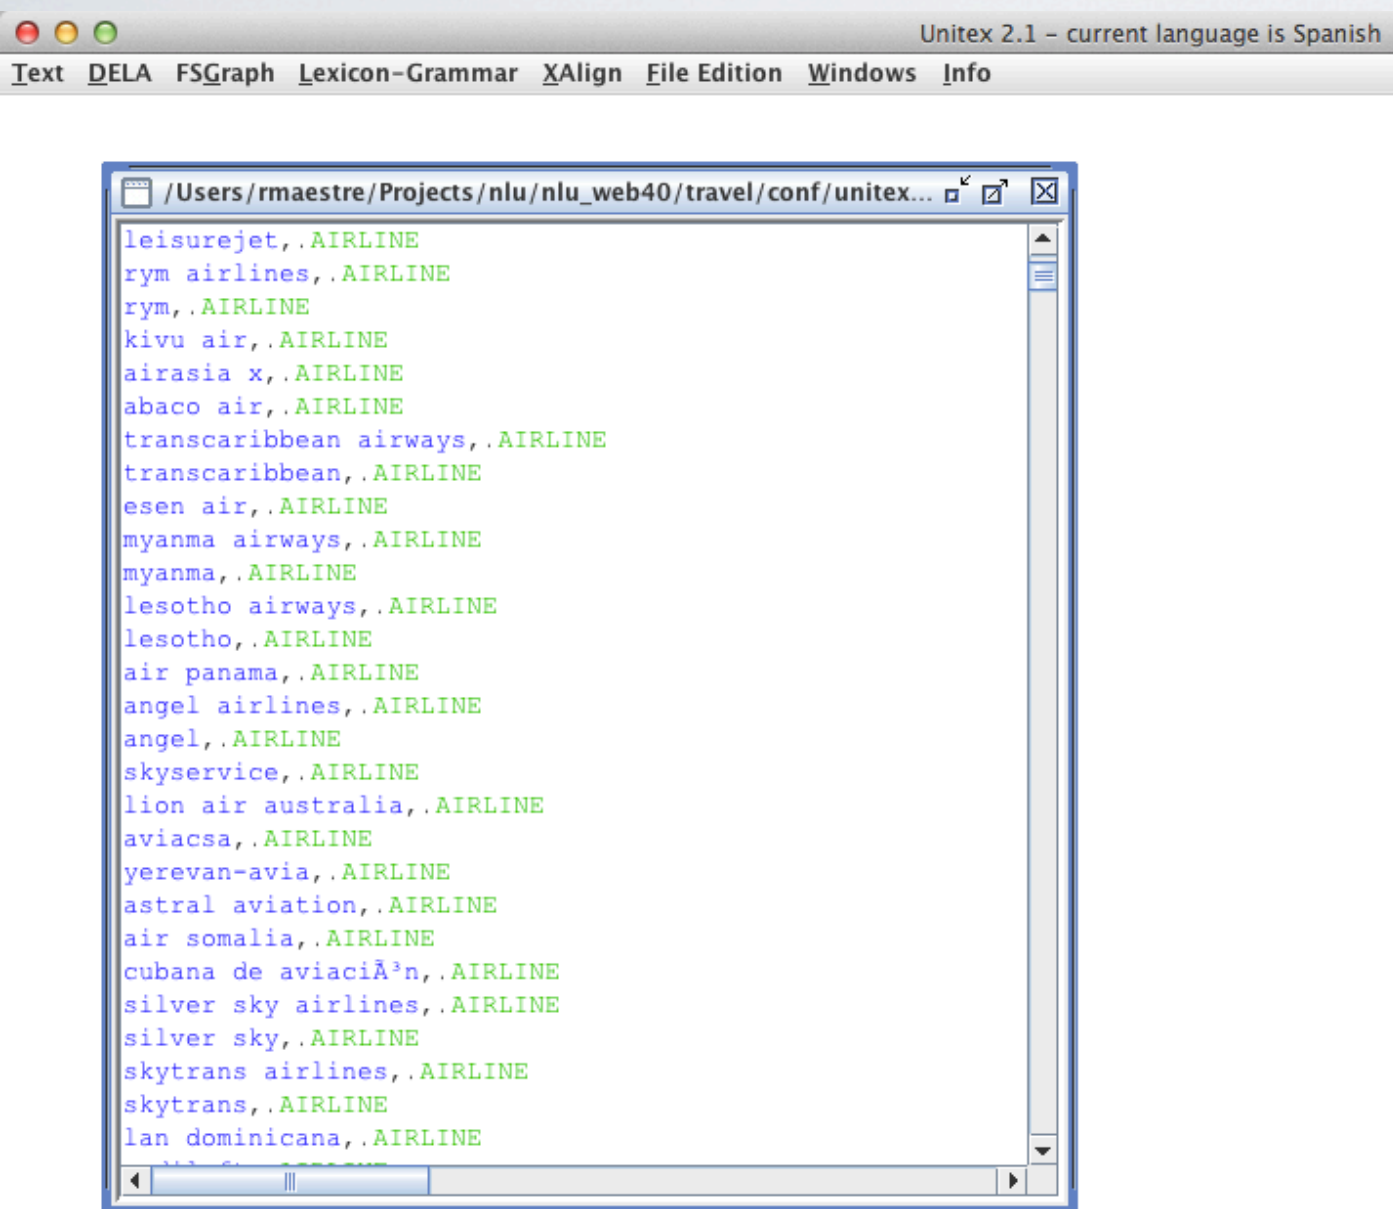 Unitex 2.1 – current language is Spanish
Text DELA FSGraph Lexicon-Grammar XAlign File Edition Windows Info
/Users/rmaestre/Projects/nlu/nlu_web40/travel/conf/unitex...
leisurejet,.AIRLINE
rym airlines,.AIRLINE
rym,.AIRLINE
kivu air,.AIRLINE
airasia x,.AIRLINE
abaco air,.AIRLINE
transcaribbean airways,.AIRLINE
transcaribbean,.AIRLINE
esen air,.AIRLINE
myanma airways,.AIRLINE
myanma,.AIRLINE
lesotho airways,.AIRLINE
lesotho,.AIRLINE
air panama,.AIRLINE
angel airlines,.AIRLINE
angel,.AIRLINE
skyservice,.AIRLINE
lion air australia,.AIRLINE
aviacsa,.AIRLINE
yerevan-avia,.AIRLINE
astral aviation,.AIRLINE
air somalia,.AIRLINE
cubana de aviaciÃ³n,.AIRLINE
silver sky airlines,.AIRLINE
silver sky,.AIRLINE
skytrans airlines,.AIRLINE
skytrans,.AIRLINE
lan dominicana,.AIRLINE